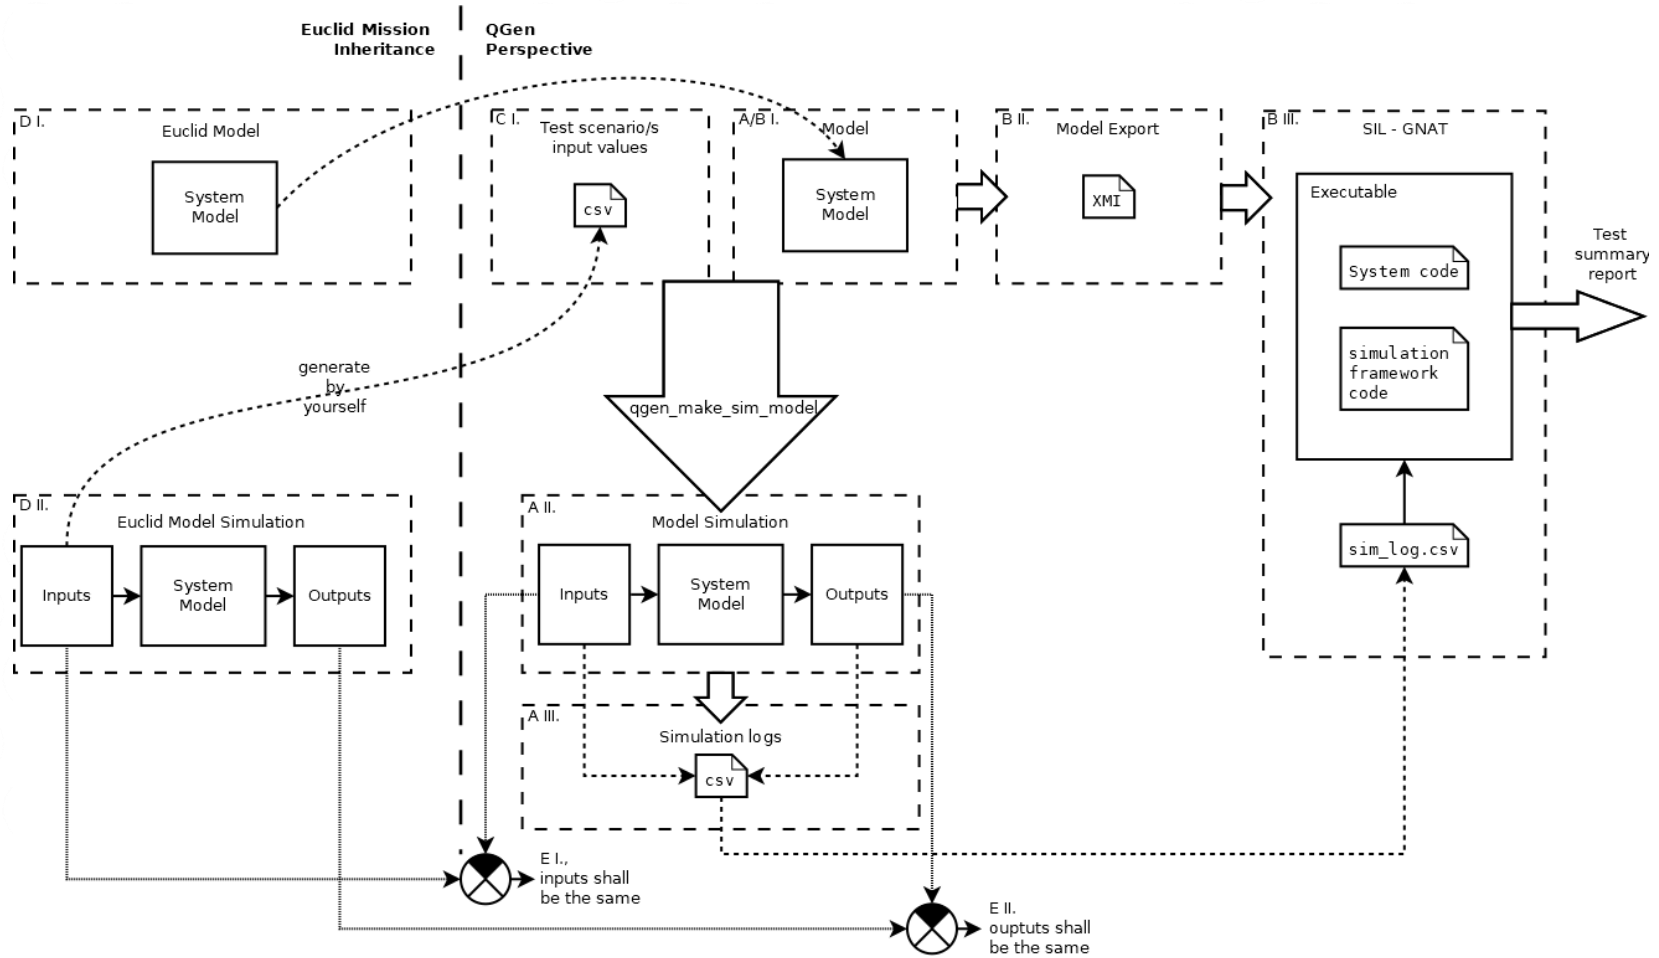 Euclid Mission
Inheritance
QGen
Perspective
D I.
Euclid Model
System
Model
C I.
Test scenario/s
input values
csv
A/B I.
Model
System
Model
B II.
Model Export
XMI
B III.
SIL - GNAT
Executable
System code
simulation
framework
code
sim_log.csv
Test
summary
report
generate
by
yourself
qgen_make_sim_model
D II.
Euclid Model Simulation
Inputs
System
Model
Outputs
A II.
Model Simulation
Inputs
System
Model
Outputs
A III.
Simulation logs
csv
E I.,
inputs shall
be the same
E II.
ouptuts shall
be the same